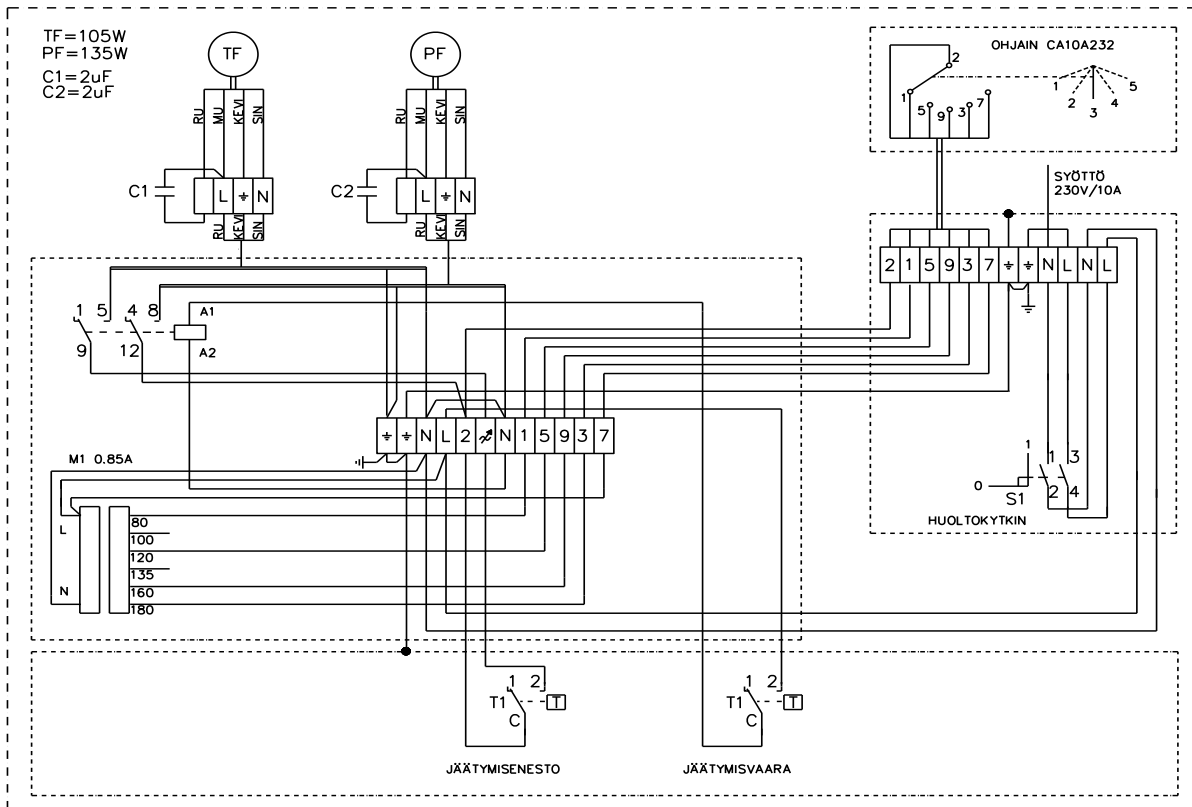 TF=105W
PF=135W
C1=2uF
C2=2uF
TF
PF
RU MU KEVI SIN
RU MU KEVI SIN
C1
L N
RU KEVI SIN
C2
L N
RU KEVI SIN
OHJAIN CA10A232
2
1
5 9 3 7
1 2 3 4 5
SYÖTTÖ
230V/10A
2 1 5 9 3 7 N L N L
1 5 4 8 A1
9 12 A2
N L 2 N 1 5 9 3 7
M1 0.85A
L
N
80
100
120
135
160
180
1
1 3
0
S1 2 4
HUOLTOKYTKIN
1 2
T1 T
C
JÄÄTYMISENESTO
1 2
T1 T
C
JÄÄTYMISVAARA